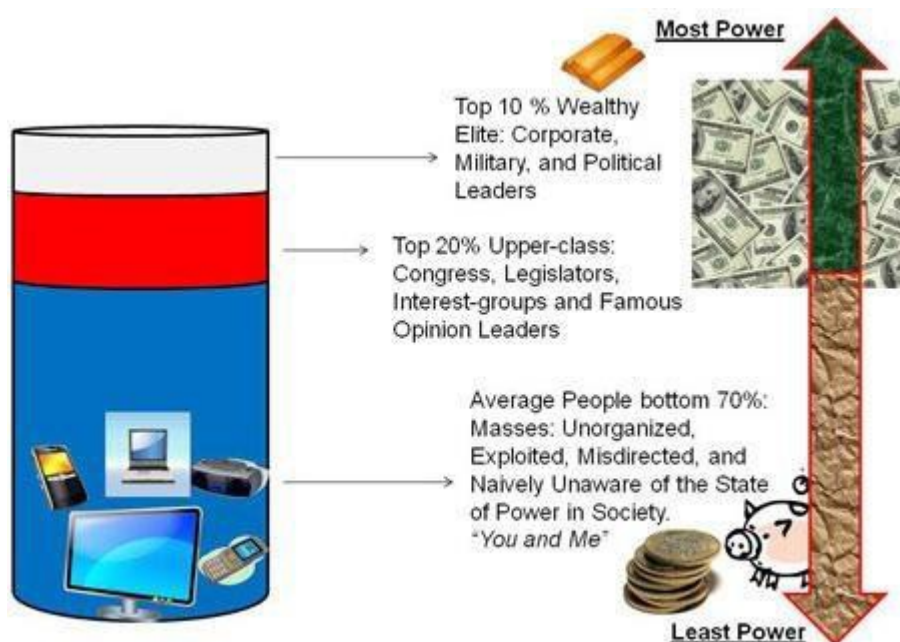 Most Power
Top 10 % Wealthy
Elite: Corporate,
Military, and Political
Leaders
Top 20% Upper-class:
Congress, Legislators,
Interest-groups and Famous
Opinion Leaders
Average People bottom 70%:
Masses: Unorganized,
Exploited, Misdirected, and
Naively Unaware of the State
of Power in Society.
“You and Me”
Least Power